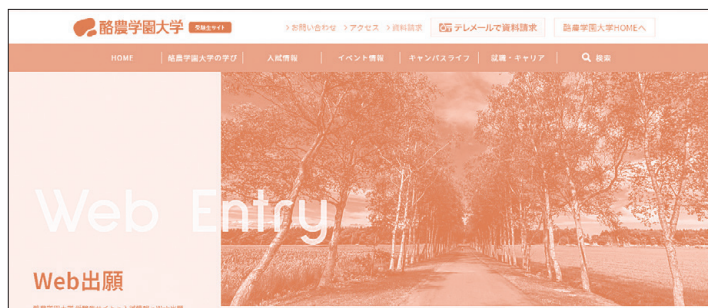 酪農学園大学 受験生サイト
>お問い合わせ >アクセス >資料請求 テレメールで資料請求 酪農学園大学HOMEへ
HOME 酪農学園大学の学び 入試情報 イベント情報 キャンパスライフ 就職・キャリア 検索
Web Entry
Web出願